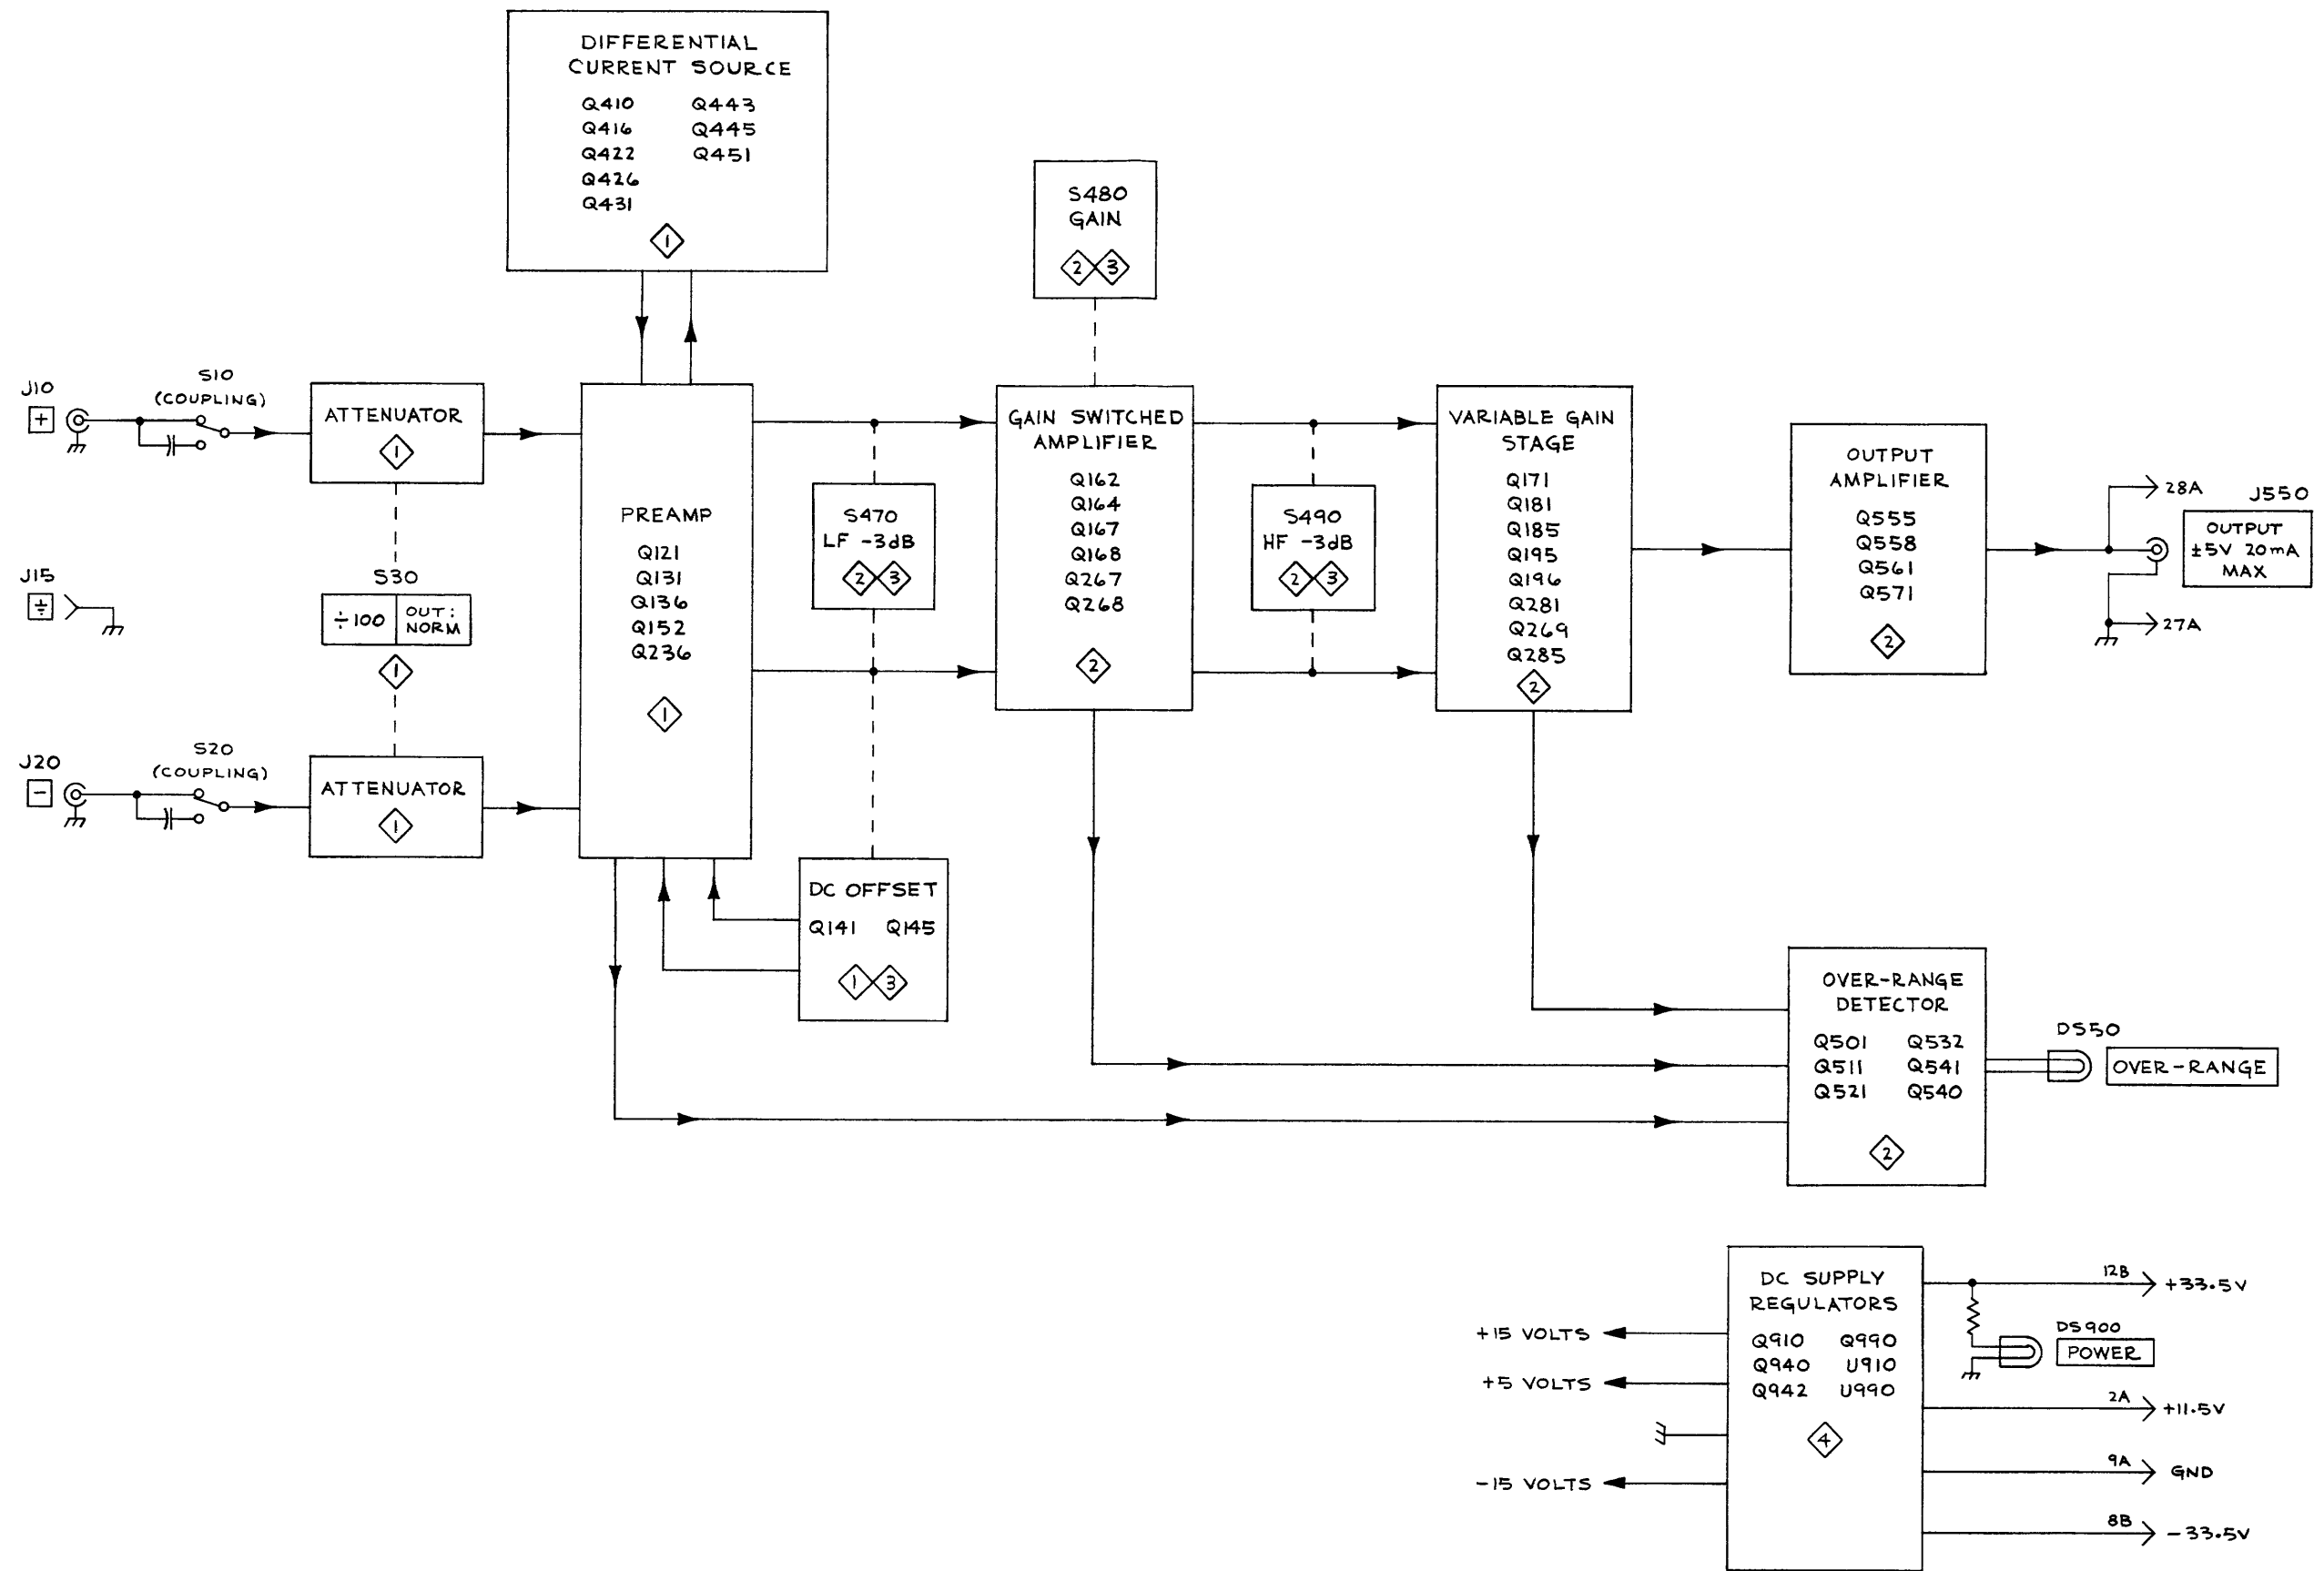 DIFFERENTIAL
CURRENT SOURCE
Q410 Q443
Q416 Q445
Q422 Q451
Q426
Q431
1
S480
GAIN
2 3
J10
+
S10
(COUPLING)
ATTENUATOR
1
J15
S30
÷100
OUT:
NORM
1
J20
-
S20
(COUPLING)
ATTENUATOR
1
PREAMP
Q121
Q131
Q136
Q152
Q236
1
S470
LF -3dB
2 3
DC OFFSET
Q141 Q145
1 3
GAIN SWITCHED
AMPLIFIER
Q162
Q164
Q167
Q168
Q267
Q268
2
S490
HF -3dB
2 3
VARIABLE GAIN
STAGE
Q171
Q181
Q185
Q195
Q196
Q281
Q269
Q285
2
OUTPUT
AMPLIFIER
Q555
Q558
Q561
Q571
2
28A
J550
OUTPUT
±5V 20mA
MAX
27A
OVER-RANGE
DETECTOR
Q501 Q532
Q511 Q541
Q521 Q540
2
DS50
OVER-RANGE
DC SUPPLY
REGULATORS
Q910 Q990
Q940 U910
Q942 U990
4
+15 VOLTS
+5 VOLTS
-15 VOLTS
12B
+33.5V
DS900
POWER
2A
+11.5V
9A
GND
8B
-33.5V